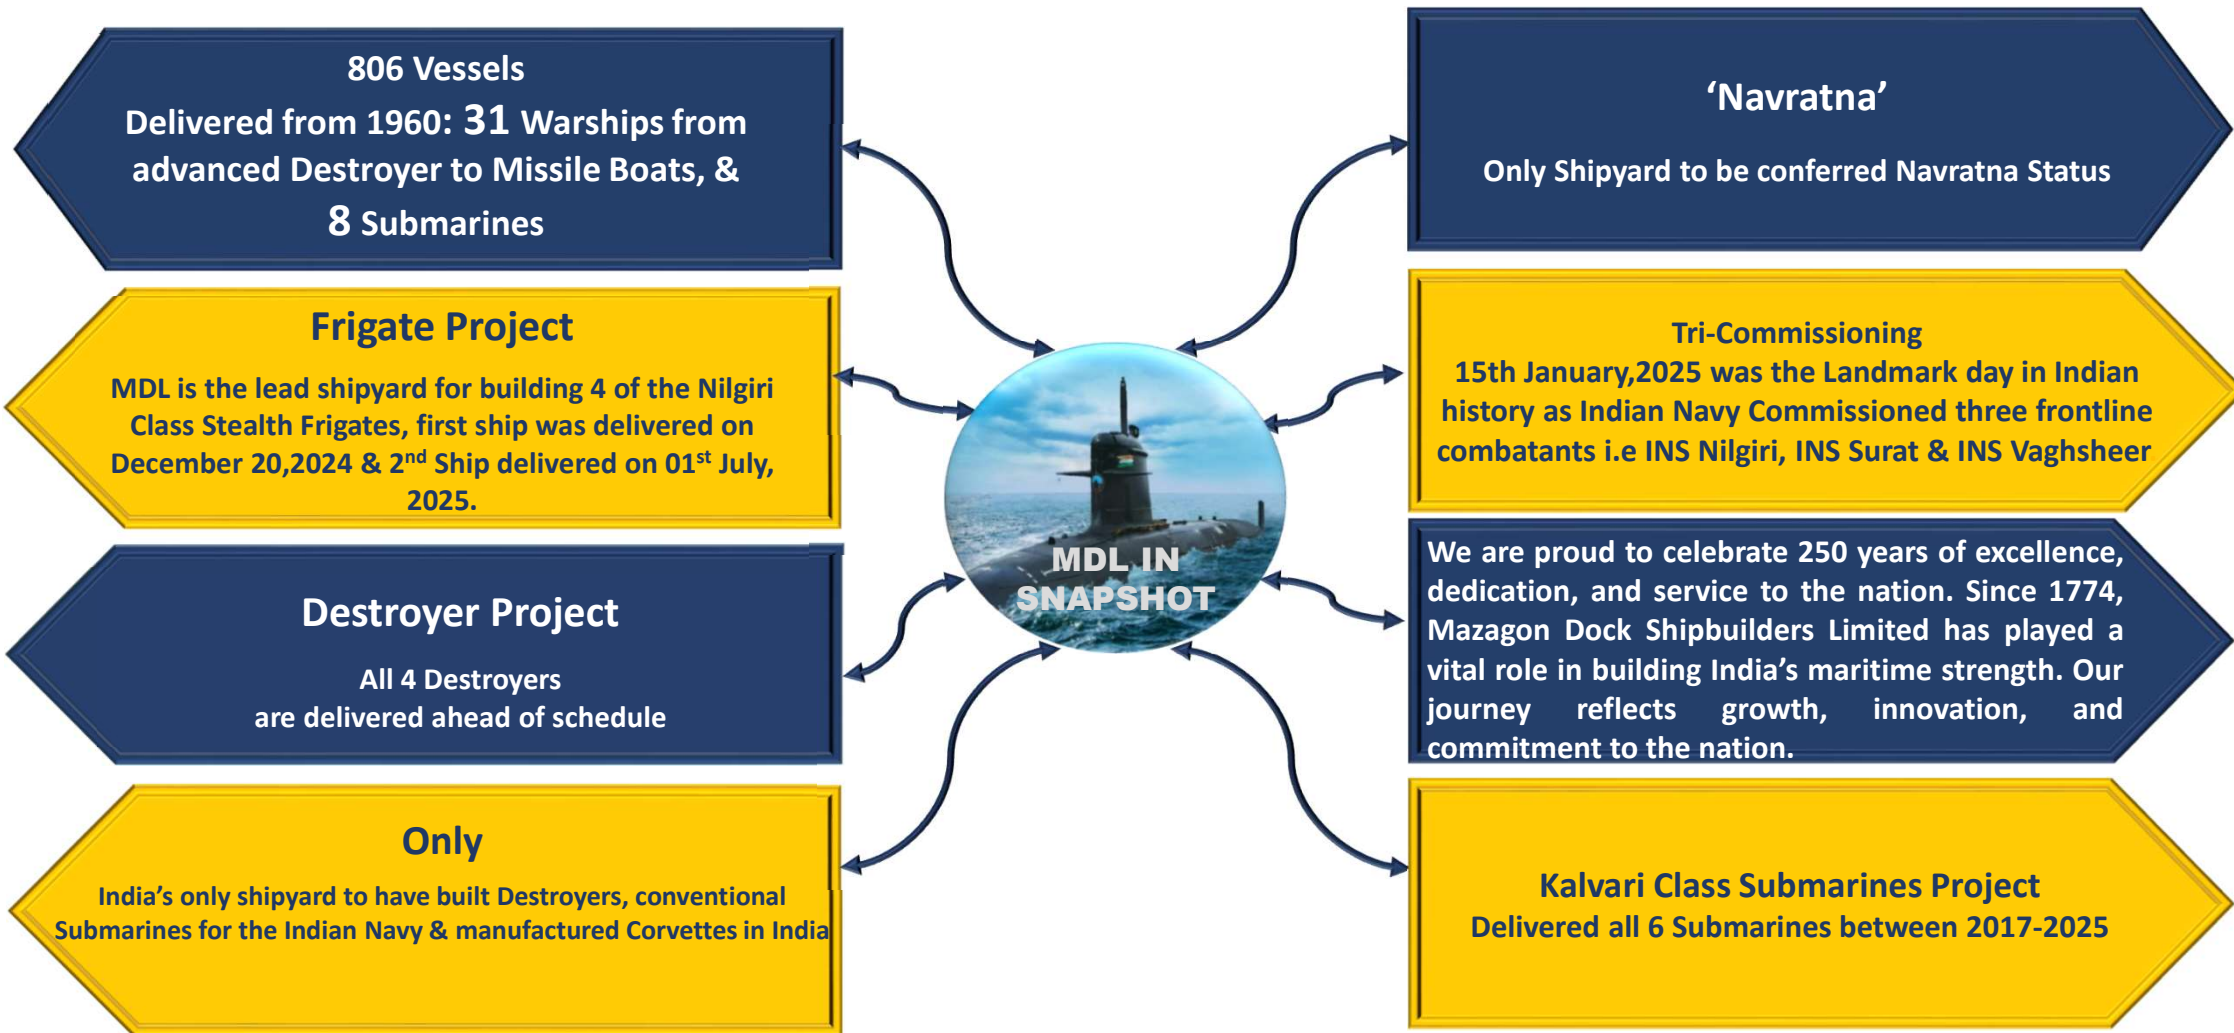 806 Vessels
Delivered from 1960: 31 Warships from
advanced Destroyer to Missile Boats, &
8 Submarines
Frigate Project
MDL is the lead shipyard for building 4 of the Nilgiri
Class Stealth Frigates, first ship was delivered on
December 20,2024 & 2nd Ship delivered on 01st July,
2025.
Destroyer Project
All 4 Destroyers
are delivered ahead of schedule
Only
India’s only shipyard to have built Destroyers, conventional
Submarines for the Indian Navy & manufactured Corvettes in India
MDL IN
SNAPSHOT
‘Navratna’
Only Shipyard to be conferred Navratna Status
Tri-Commissioning
15th January,2025 was the Landmark day in Indian
history as Indian Navy Commissioned three frontline
combatants i.e INS Nilgiri, INS Surat & INS Vaghsheer
We are proud to celebrate 250 years of excellence,
dedication, and service to the nation. Since 1774,
Mazagon Dock Shipbuilders Limited has played a
vital role in building India’s maritime strength. Our
journey reflects growth, innovation, and
commitment to the nation.
Kalvari Class Submarines Project
Delivered all 6 Submarines between 2017-2025